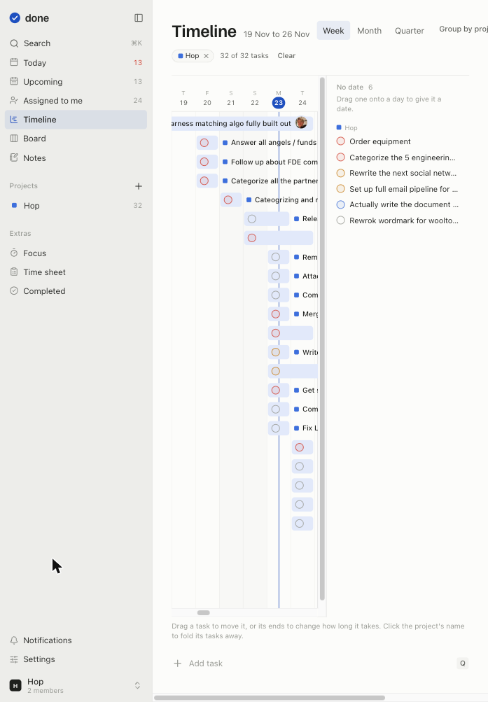 done
Search ⌘K
Today 13
Upcoming 13
Assigned to me 24
Timeline
Board
Notes
Projects
Hop 32
Extras
Focus
Time sheet
Completed
Notifications
Settings
H Hop
2 members
Timeline 19 Nov to 26 Nov Week Month Quarter Group by proj
Hop × 32 of 32 tasks Clear
T F S S M T
19 20 21 22 23 24
arness matching algo fully built out
Answer all angels / funds
Follow up about FDE com
Categorize all the partner
Cateogrizing and r
Rele
Rem
Attac
Com
Merg
Write
Get s
Com
Fix L
No date 6
Drag one onto a day to give it a
date.
Hop
Order equipment
Categorize the 5 engineerin...
Rewrite the next social netw...
Set up full email pipeline for ...
Actually write the document ...
Rewrok wordmark for woolto...
Drag a task to move it, or its ends to change how long it takes. Click the project's name
to fold its tasks away.
+ Add task Q